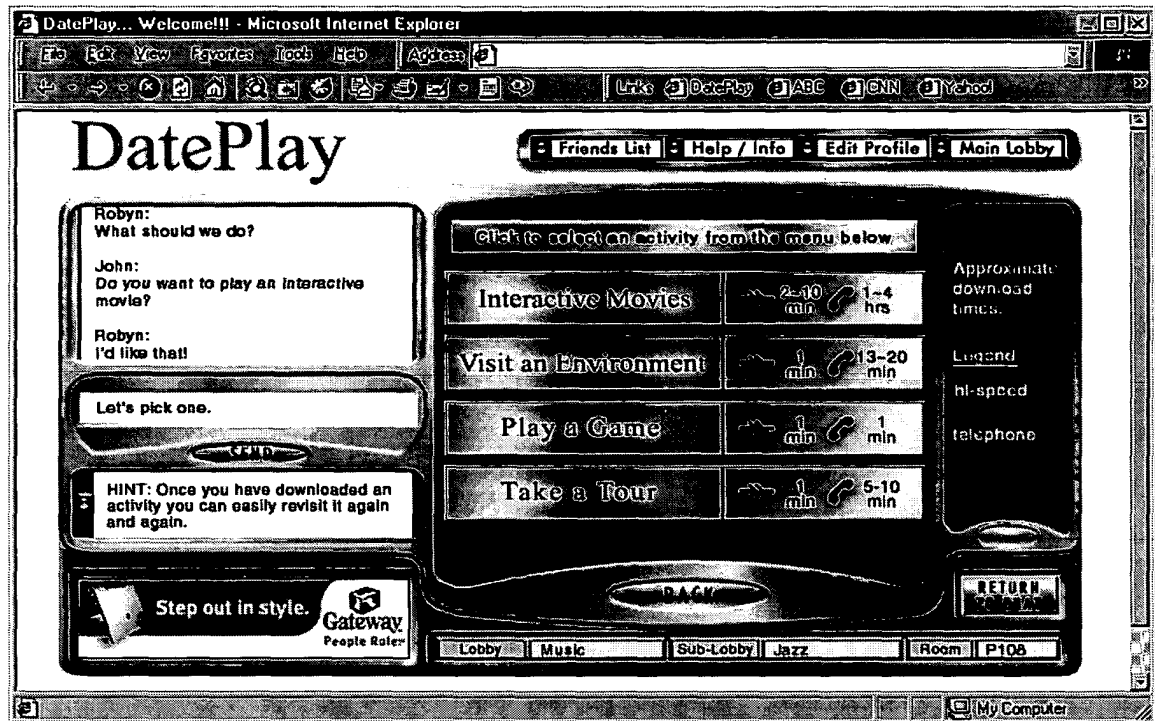 DatePlay... Welcome!!! - Microsoft Internet Explorer
File Edit View Favorites Tools Help Address
Links DatePlay ABC CNN Yahoo!
DatePlay
Friends List Help / Info Edit Profile Main Lobby
Robyn:
What should we do?
John:
Do you want to play an interactive
movie?
Robyn:
I'd like that!
Let's pick one.
SEND
HINT: Once you have downloaded an
activity you can easily revisit it again
and again.
Step out in style.
Gateway
People Rule
Click to select an activity from the menu below
Interactive Movies 2-10 min 1-4 hrs
Visit an Environment 1 min 13-20 min
Play a Game 1 min 1 min
Take a Tour 1 min 5-10 min
BACK
Approximate
download
times.
Legend
hi-speed
telephone
RETURN
Lobby Music Sub-Lobby Jazz Room P108
My Computer